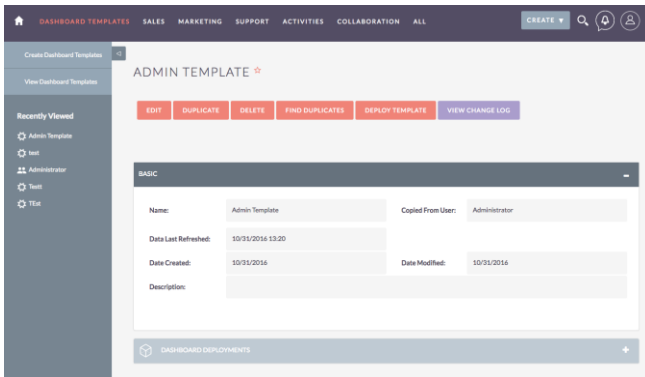 DASHBOARD TEMPLATES SALES MARKETING SUPPORT ACTIVITIES COLLABORATION ALL CREATE
Create Dashboard Templates
View Dashboard Templates
Recently Viewed
Admin Template
test
Administrator
Testt
TEst
ADMIN TEMPLATE
EDIT DUPLICATE DELETE FIND DUPLICATES DEPLOY TEMPLATE VIEW CHANGE LOG
BASIC
Name: Admin Template Copied From User: Administrator
Data Last Refreshed: 10/31/2016 13:20
Date Created: 10/31/2016 Date Modified: 10/31/2016
Description:
DASHBOARD DEPLOYMENTS